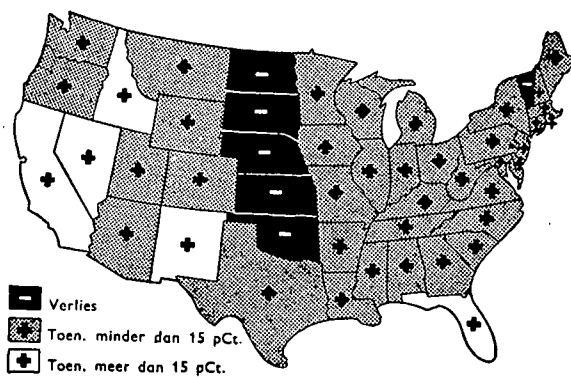 Verlies
Toen. minder dan 15 pCt.
Toen. meer dan 15 pCt.